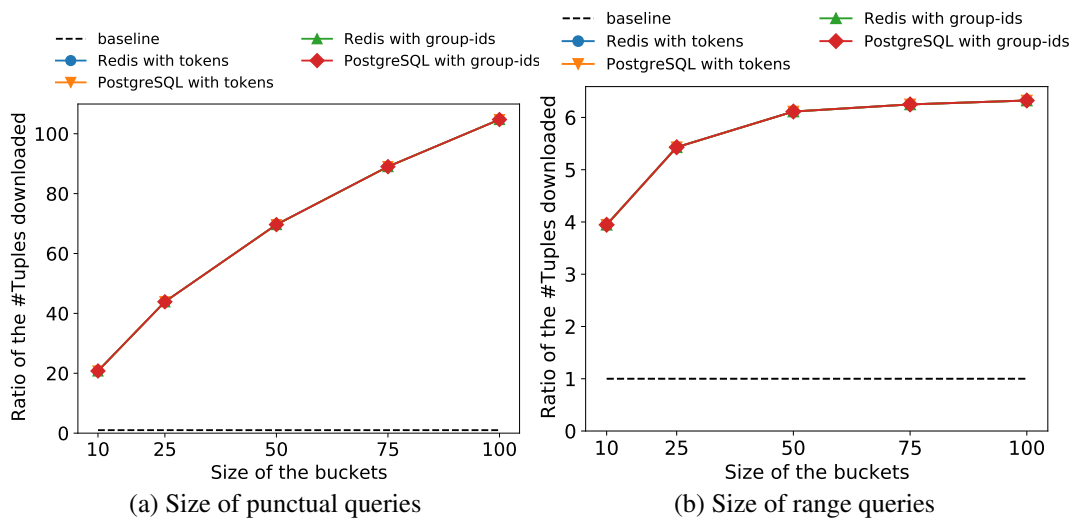 baseline
Redis with tokens
PostgreSQL with tokens
Redis with group-ids
PostgreSQL with group-ids
Ratio of the #Tuples downloaded
100
80
60
40
20
0
10 25 50 75 100
Size of the buckets
(a) Size of punctual queries
baseline
Redis with tokens
PostgreSQL with tokens
Redis with group-ids
PostgreSQL with group-ids
Ratio of the #Tuples downloaded
6
5
4
3
2
1
0
10 25 50 75 100
Size of the buckets
(b) Size of range queries